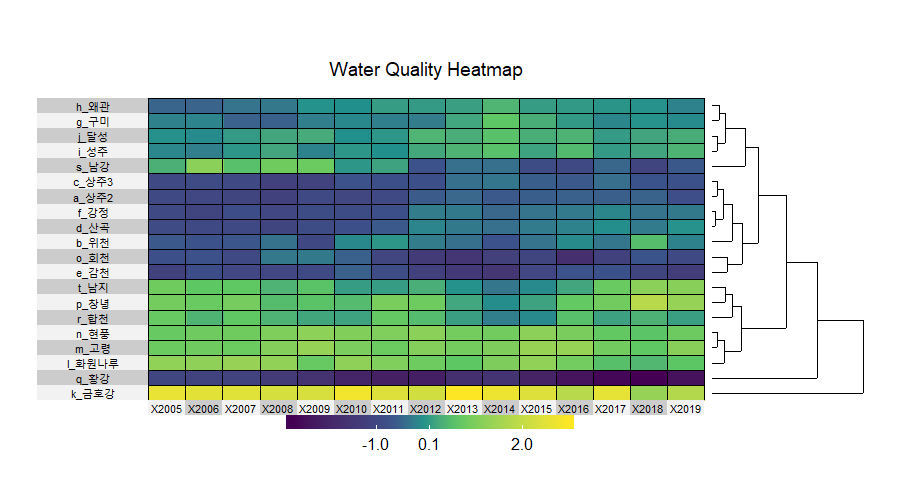 Water Quality Heatmap
h_왜관
g_구미
j_달성
i_성주
s_남강
c_상주3
a_상주2
f_강정
d_산곡
b_위천
o_회천
e_감천
t_남지
p_창녕
r_합천
n_현풍
m_고령
l_화원나루
q_황강
k_금호강
X2005 X2006 X2007 X2008 X2009 X2010 X2011 X2012 X2013 X2014 X2015 X2016 X2017 X2018 X2019
-1.0 0.1 2.0